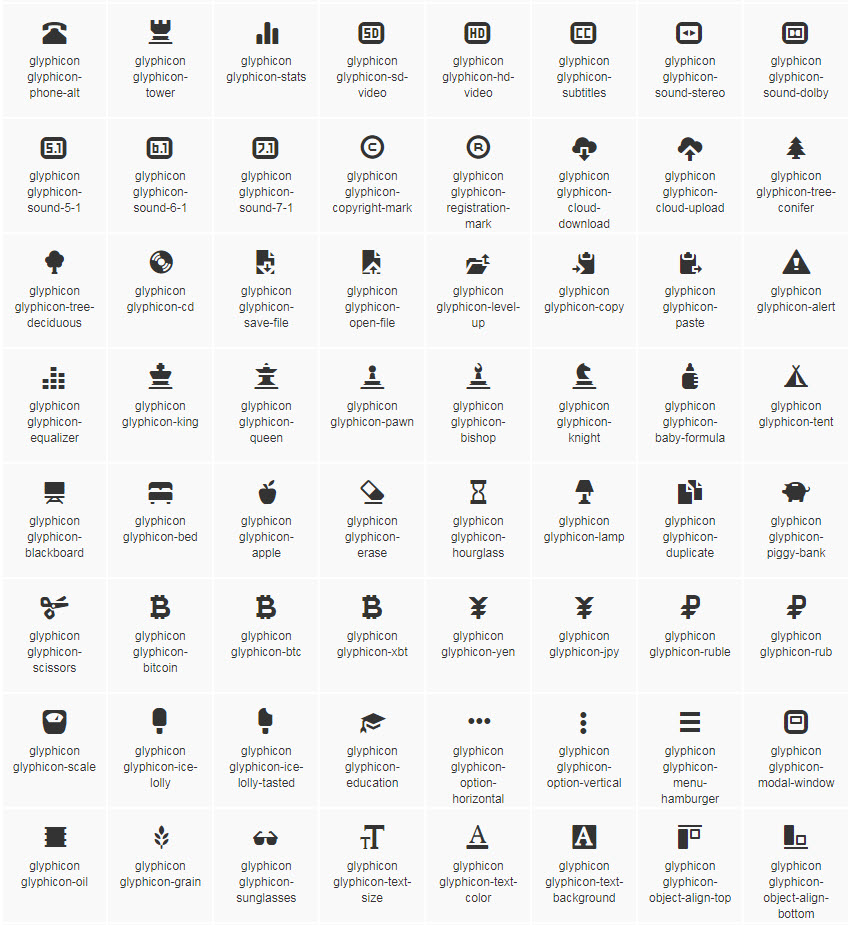 glyphicon
glyphicon-
phone-alt
glyphicon
glyphicon-
tower
glyphicon
glyphicon-stats
SD
glyphicon
glyphicon-sd-
video
HD
glyphicon
glyphicon-hd-
video
CC
glyphicon
glyphicon-
subtitles
glyphicon
glyphicon-
sound-stereo
glyphicon
glyphicon-
sound-dolby
5.1
glyphicon
glyphicon-
sound-5-1
6.1
glyphicon
glyphicon-
sound-6-1
7.1
glyphicon
glyphicon-
sound-7-1
©
glyphicon
glyphicon-
copyright-mark
®
glyphicon
glyphicon-
registration-
mark
glyphicon
glyphicon-
cloud-
download
glyphicon
glyphicon-
cloud-upload
glyphicon
glyphicon-tree-
conifer
glyphicon
glyphicon-tree-
deciduous
glyphicon
glyphicon-cd
glyphicon
glyphicon-
save-file
glyphicon
glyphicon-
open-file
glyphicon
glyphicon-level-
up
glyphicon
glyphicon-copy
glyphicon
glyphicon-
paste
glyphicon
glyphicon-alert
glyphicon
glyphicon-
equalizer
glyphicon
glyphicon-king
glyphicon
glyphicon-
queen
glyphicon
glyphicon-pawn
glyphicon
glyphicon-
bishop
glyphicon
glyphicon-
knight
glyphicon
glyphicon-
baby-formula
glyphicon
glyphicon-tent
glyphicon
glyphicon-
blackboard
glyphicon
glyphicon-bed
glyphicon
glyphicon-
apple
glyphicon
glyphicon-
erase
glyphicon
glyphicon-
hourglass
glyphicon
glyphicon-lamp
glyphicon
glyphicon-
duplicate
glyphicon
glyphicon-
piggy-bank
glyphicon
glyphicon-
scissors
₿
glyphicon
glyphicon-
bitcoin
₿
glyphicon
glyphicon-btc
₿
glyphicon
glyphicon-xbt
¥
glyphicon
glyphicon-yen
¥
glyphicon
glyphicon-jpy
₽
glyphicon
glyphicon-ruble
₽
glyphicon
glyphicon-rub
glyphicon
glyphicon-scale
glyphicon
glyphicon-ice-
lolly
glyphicon
glyphicon-ice-
lolly-tasted
glyphicon
glyphicon-
education
glyphicon
glyphicon-
option-
horizontal
glyphicon
glyphicon-
option-vertical
glyphicon
glyphicon-
menu-
hamburger
glyphicon
glyphicon-
modal-window
glyphicon
glyphicon-oil
glyphicon
glyphicon-grain
glyphicon
glyphicon-
sunglasses
TT
glyphicon
glyphicon-text-
size
A
glyphicon
glyphicon-text-
color
A
glyphicon
glyphicon-text-
background
glyphicon
glyphicon-
object-align-top
glyphicon
glyphicon-
object-align-
bottom